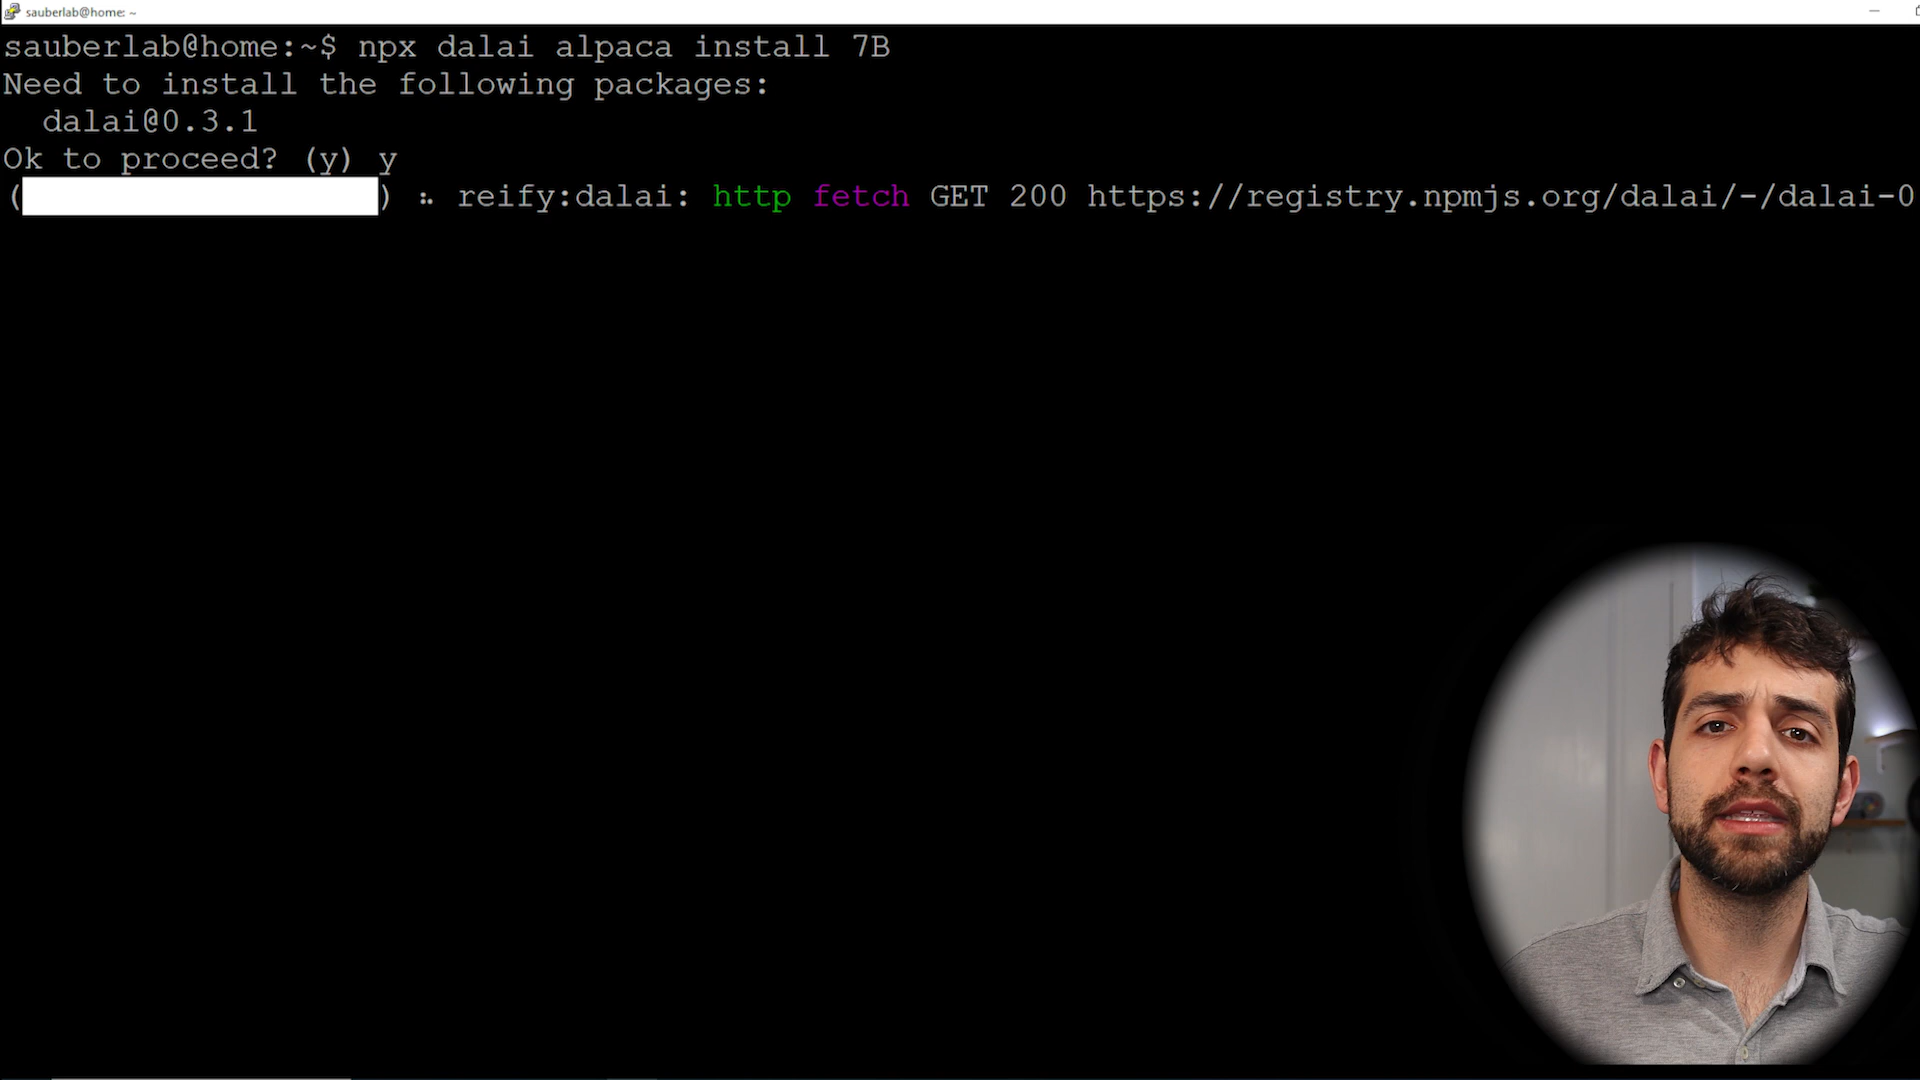 sauberlab@home: ~
sauberlab@home:~$ npx dalai alpaca install 7B
Need to install the following packages:
  dalai@0.3.1
Ok to proceed? (y) y
( ) ⠦ reify:dalai: http fetch GET 200 https://registry.npmjs.org/dalai/-/dalai-0